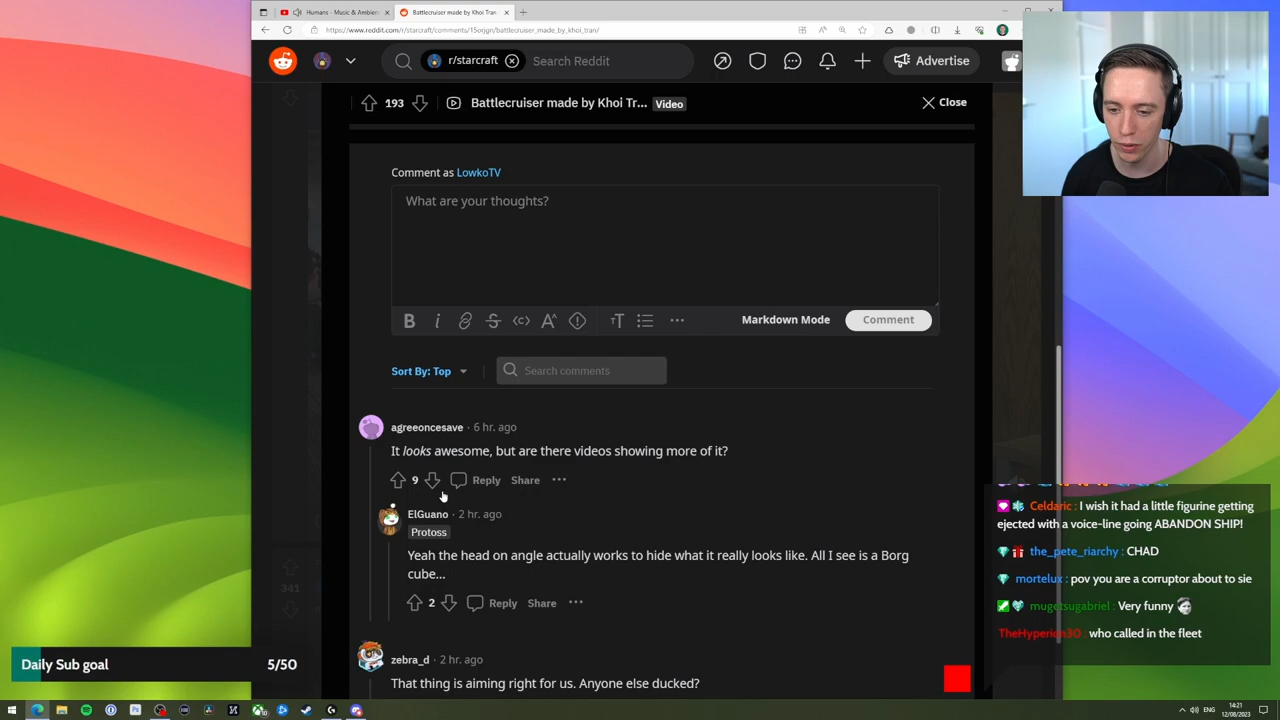 Humans - Music & Ambien
Battlecruiser made by Khoi Tran
https://www.reddit.com/r/starcraft/comments/15orjgn/battlecruiser_made_by_khoi_tran/
r/starcraft
Search Reddit
Advertise
193
Battlecruiser made by Khoi Tr...
Video
Close
Comment as LowkoTV
What are your thoughts?
Markdown Mode
Comment
Sort By: Top
Search comments
agreeoncesave · 6 hr. ago
It looks awesome, but are there videos showing more of it?
9
Reply
Share
ElGuano · 2 hr. ago
Protoss
Yeah the head on angle actually works to hide what it really looks like. All I see is a Borg
cube...
2
Reply
Share
zebra_d · 2 hr. ago
That thing is aiming right for us. Anyone else ducked?
341
Celdaric : I wish it had a little figurine getting
ejected with a voice-line going ABANDON SHIP!
the_pete_riarchy : CHAD
mortelux : pov you are a corruptor about to sie
mugetsugabriel : Very funny
TheHyperion30 : who called in the fleet
Daily Sub goal
5/50
ENG
14:21
12/08/2023